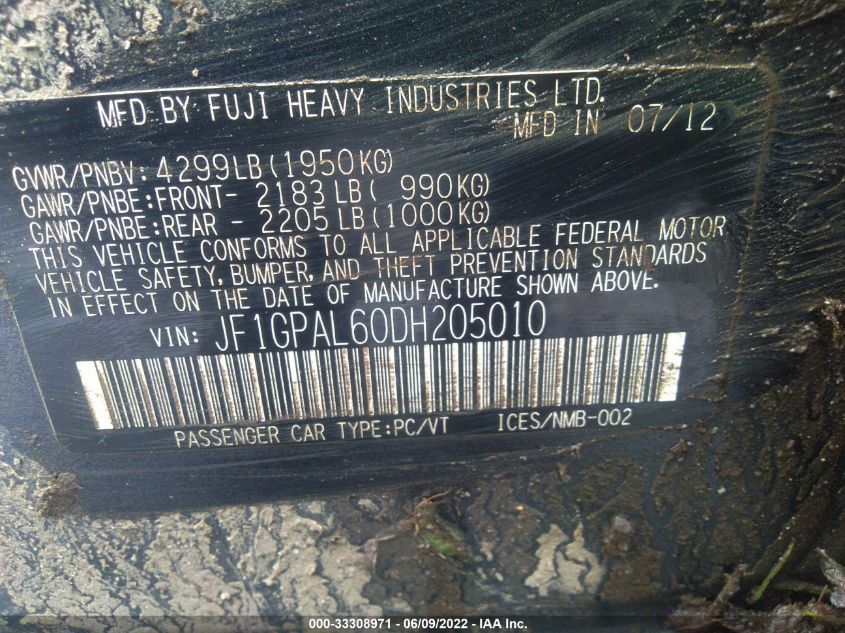 MFD BY FUJI HEAVY INDUSTRIES LTD.
MFD IN 07/12
GVWR/PNBV: 4299LB(1950KG)
GAWR/PNBE:FRONT- 2183 LB( 990KG)
GAWR/PNBE:REAR - 2205 LB(1000KG)
THIS VEHICLE CONFORMS TO ALL APPLICABLE FEDERAL MOTOR
VEHICLE SAFETY, BUMPER, AND THEFT PREVENTION STANDARDS
IN EFFECT ON THE DATE OF MANUFACTURE SHOWN ABOVE.
VIN: JF1GPAL60DH205010
PASSENGER CAR TYPE:PC/VT ICES/NMB-002
000-33308971 - 06/09/2022 - IAA Inc.